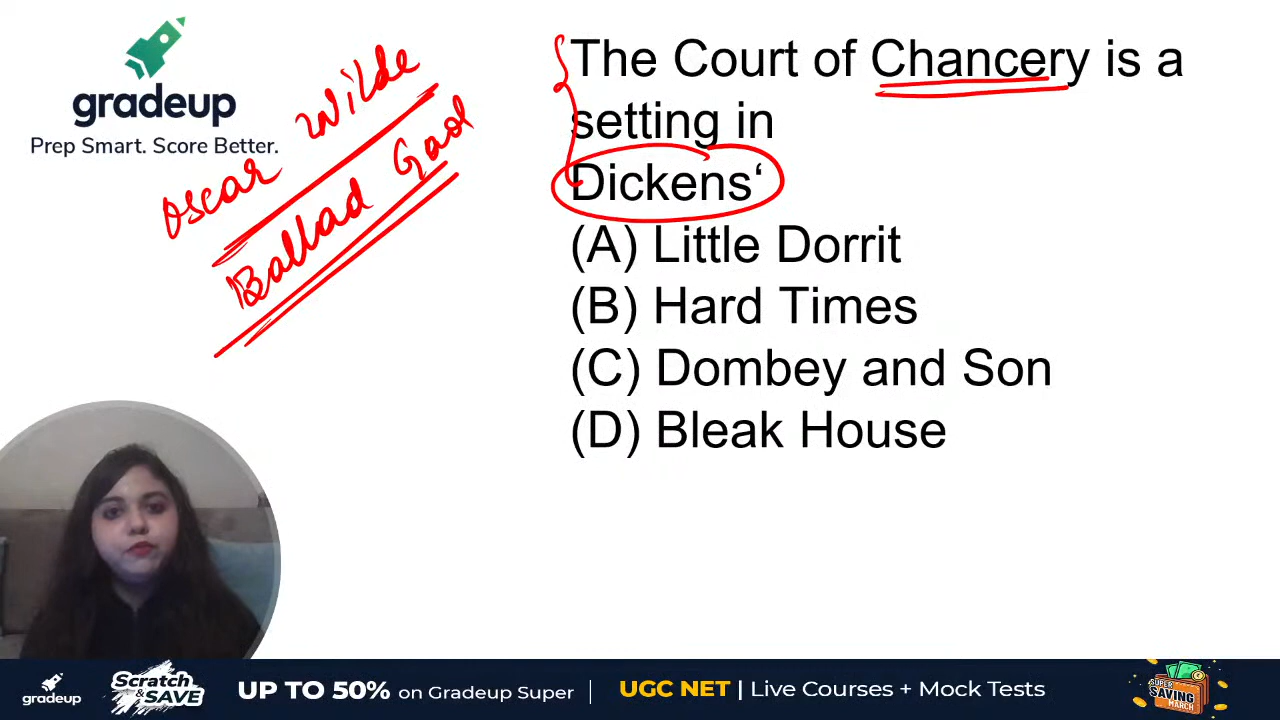 gradeup
Prep Smart. Score Better.
Oscar Wilde
Ballad Gaol
The Court of Chancery is a
setting in
Dickens‘
(A) Little Dorrit
(B) Hard Times
(C) Dombey and Son
(D) Bleak House
gradeup
Scratch
& SAVE
UP TO 50% on Gradeup Super | UGC NET | Live Courses + Mock Tests
SUPER
SAVING
MARCH